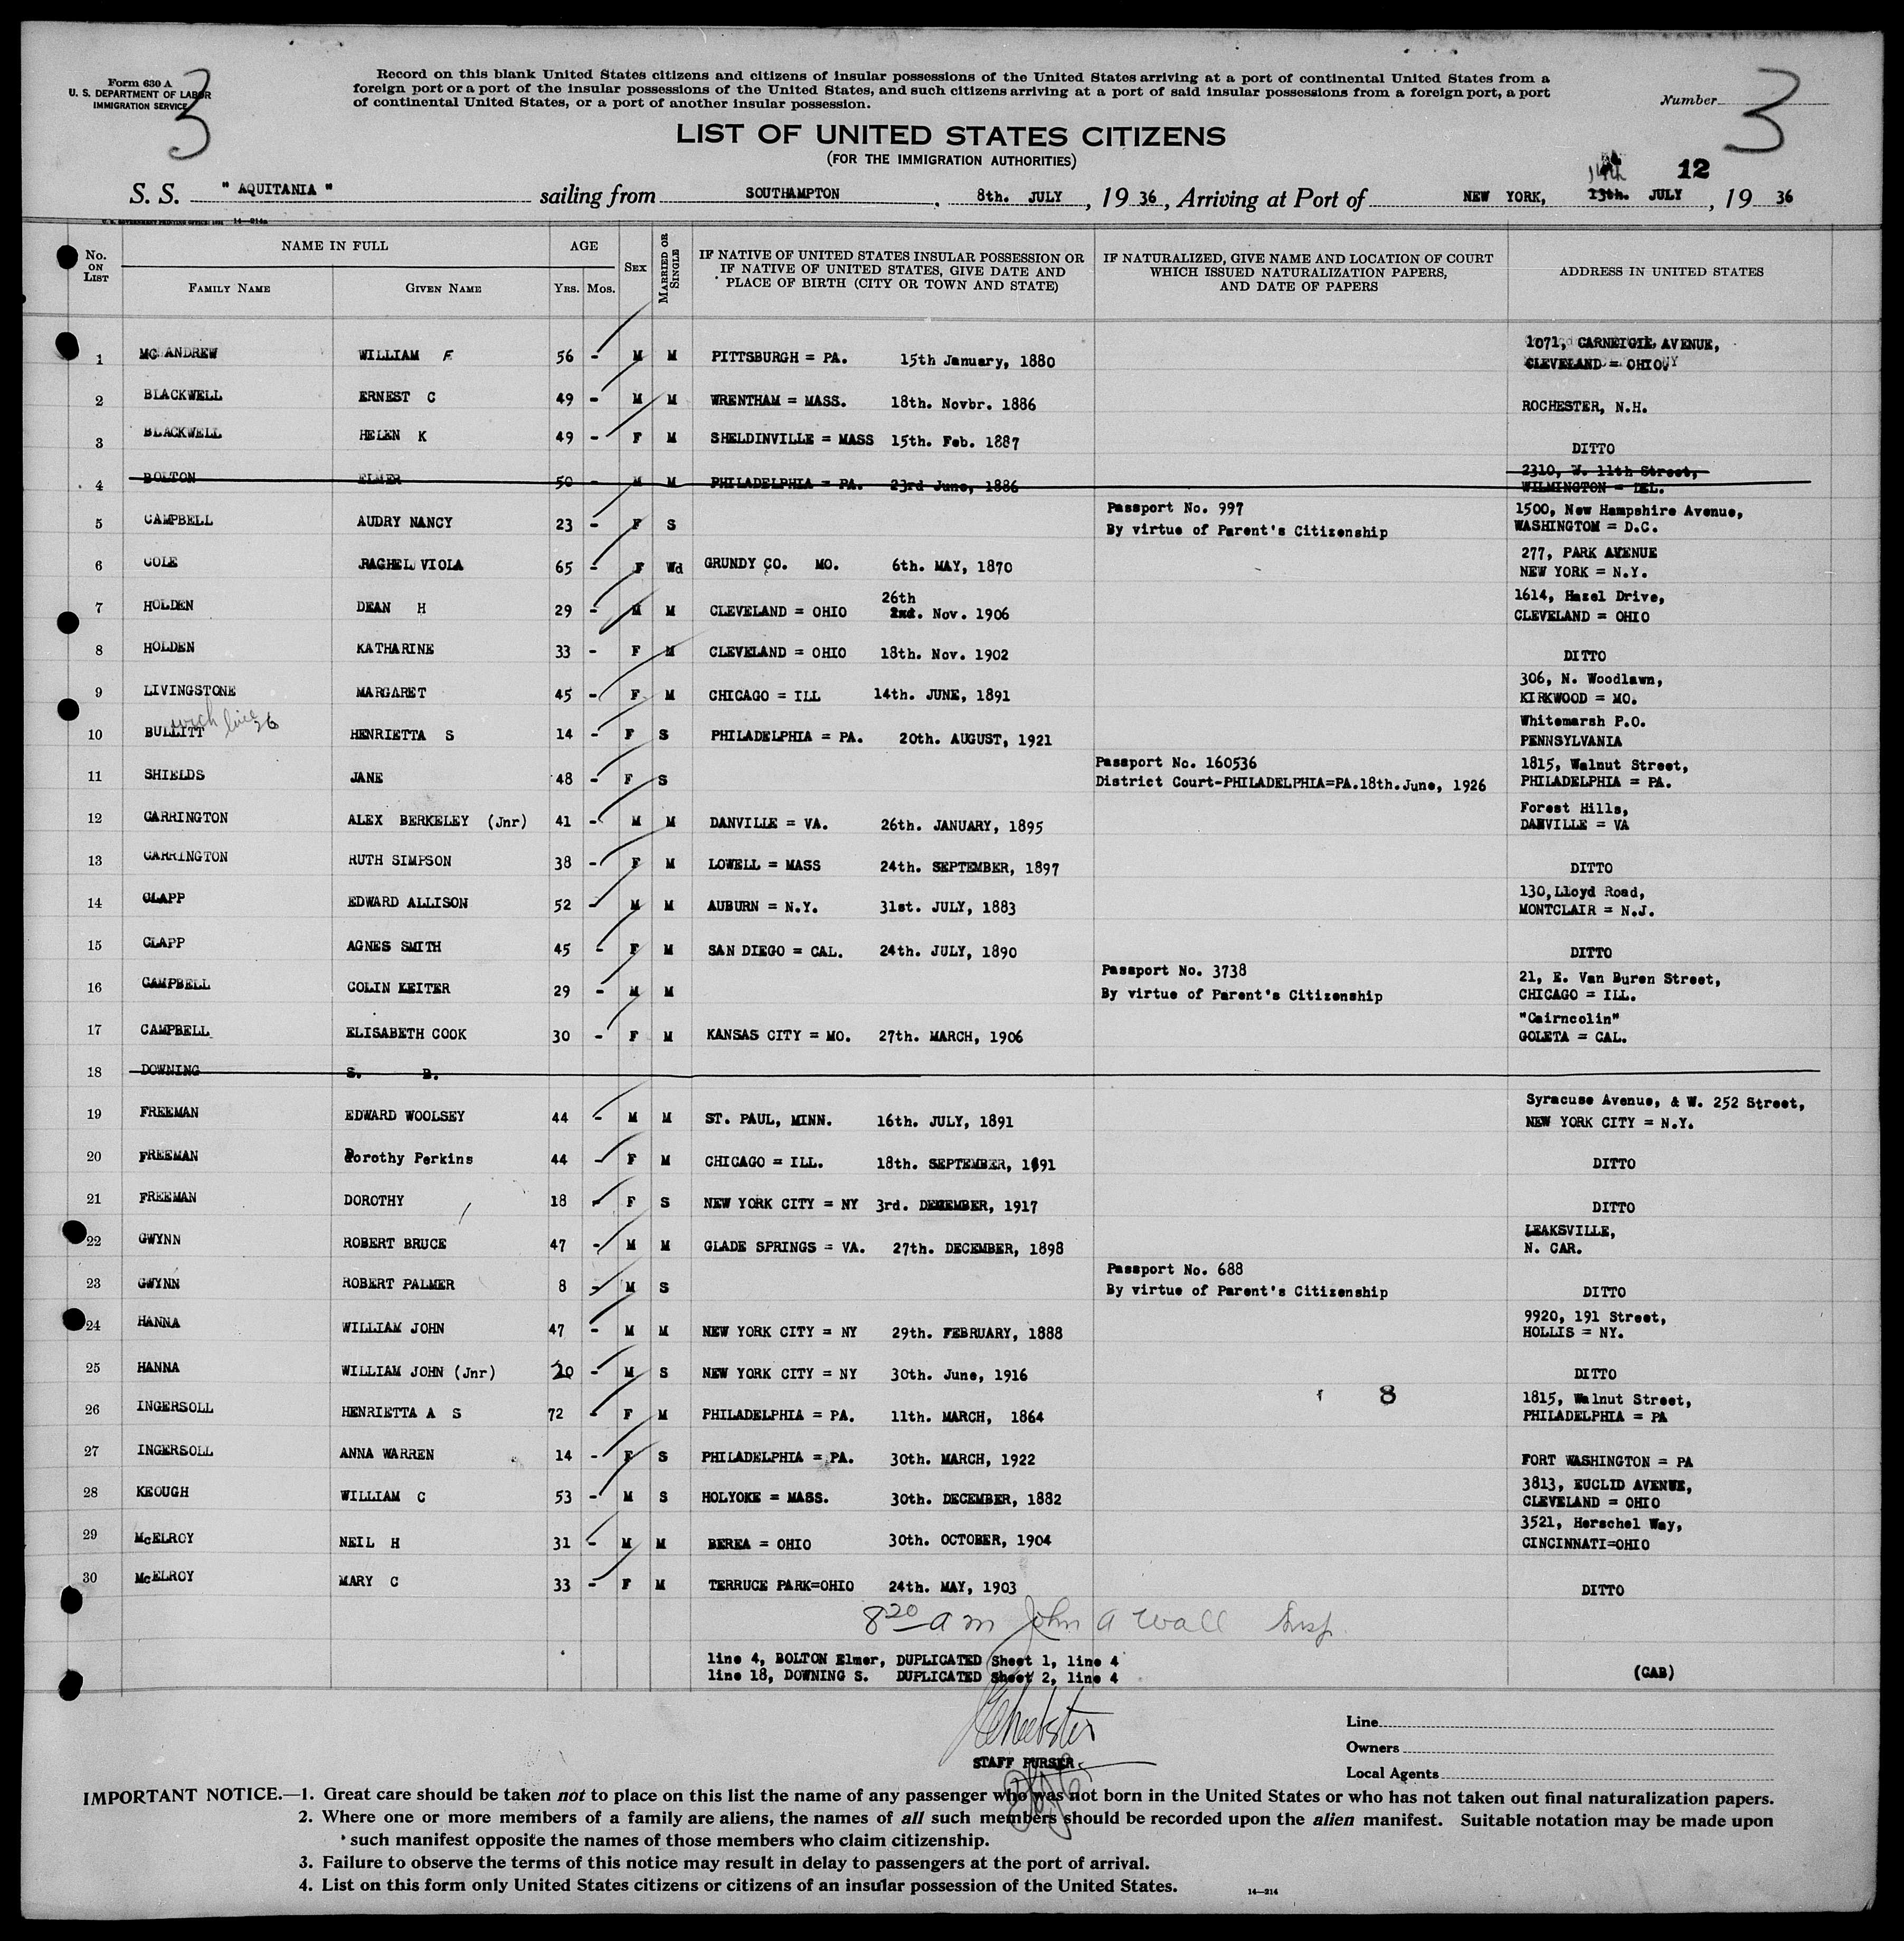 Form 630 A
U. S. DEPARTMENT OF LABOR
IMMIGRATION SERVICE
3
Record on this blank United States citizens and citizens of insular possessions of the United States arriving at a port of continental United States from a
foreign port or a port of the insular possessions of the United States, and such citizens arriving at a port of said insular possessions from a foreign port, a port
of continental United States, or a port of another insular possession.
Number 3
LIST OF UNITED STATES CITIZENS
(FOR THE IMMIGRATION AUTHORITIES)
S. S. "AQUITANIA" sailing from SOUTHAMPTON, 8th. JULY, 1936, Arriving at Port of NEW YORK, 13th. 14th 12 JULY, 1936
No. ON LIST
NAME IN FULL
FAMILY NAME GIVEN NAME
AGE
YRS. MOS.
SEX
MARRIED OR SINGLE
IF NATIVE OF UNITED STATES INSULAR POSSESSION OR
IF NATIVE OF UNITED STATES, GIVE DATE AND
PLACE OF BIRTH (CITY OR TOWN AND STATE)
IF NATURALIZED, GIVE NAME AND LOCATION OF COURT
WHICH ISSUED NATURALIZATION PAPERS,
AND DATE OF PAPERS
ADDRESS IN UNITED STATES
1 MC ANDREW WILLIAM F 56 - M M PITTSBURGH = PA. 15th January, 1880 1071, CARNEIGIE AVENUE,
CLEVELAND = OHIO.
2 BLACKWELL ERNEST C 49 - M M WRENTHAM = MASS. 18th. Novbr. 1886 ROCHESTER, N.H.
3 BLACKWELL HELEN K 49 - F M SHELDINVILLE = MASS 15th. Feb. 1887 DITTO
4 BOLTON ELMER 50 - M M PHILADELPHIA = PA. 23rd June, 1886 2310, W. 11th Street,
WILMINGTON = DEL.
5 CAMPBELL AUDRY NANCY 23 - F S Passport No. 997
By virtue of Parent's Citizenship
1500, New Hampshire Avenue,
WASHINGTOM = D.C.
6 COLE RACHEL VIOLA 65 - F Wd GRUNDY CO. MO. 6th. MAY, 1870 277, PARK AVENUE
NEW YORK = N.Y.
7 HOLDEN DEAN H 29 - M M CLEVELAND = OHIO 26th 2nd. Nov. 1906 1614, Hazel Drive,
CLEVELAND = OHIO
8 HOLDEN KATHARINE 33 - F M CLEVELAND = OHIO 18th. Nov. 1902 DITTO
9 LIVINGSTONE MARGARET 45 - F M CHICAGO = ILL 14th. JUNE, 1891 306, N. Woodlawn,
KIRKWOOD = MO.
with line 26
10 BULLITT HENRIETTA S 14 - F S PHILADELPHIA = PA. 20th. AUGUST, 1921 Whitemarsh P.O.
PENNSYLVANIA
11 SHIELDS JANE 48 - F S Passport No. 160536
District Court-PHILADELPHIA=PA.18th.June, 1926
1815, Walnut Street,
PHILADELPHIA = PA.
12 CARRINGTON ALEX BERKELEY (Jnr) 41 - M M DANVILLE = VA. 26th. JANUARY, 1895 Forest Hills,
DANVILLE = VA
13 CARRINGTON RUTH SIMPSON 38 - F M LOWELL = MASS 24th. SEPTEMBER, 1897 DITTO
14 CLAPP EDWARD ALLISON 52 - M M AUBURN = N.Y. 31st. JULY, 1883 130,Lloyd Road,
MONTCLAIR = N.J.
15 CLAPP AGNES SMITH 45 - F M SAN DIEGO = CAL. 24th. JULY, 1890 DITTO
16 CAMPBELL COLIN KEITER 29 - M M Passport No. 3738
By virtue of Parent's Citizenship
21, E. Van Buren Street,
CHICAGO = ILL.
17 CAMPBELL ELISABETH COOK 30 - F M KANSAS CITY = MO. 27th. MARCH, 1906 "Cairncolin"
GOLETA = CAL.
18 DOWNING S. B.
19 FREEMAN EDWARD WOOLSEY 44 - M M ST. PAUL, MINN. 16th. JULY, 1891 Syracuse Avenue, & W. 252 Street,
NEW YORK CITY = N.Y.
20 FREEMAN Dorothy Perkins 44 - F M CHICAGO = ILL. 18th. SEPTEMBER, 1891 DITTO
21 FREEMAN DOROTHY 18 - F S NEW YORK CITY = NY 3rd. DECEMBER, 1917 DITTO
22 GWYNN ROBERT BRUCE 47 - M M GLADE SPRINGS = VA. 27th. DECEMBER, 1898 LEAKSVILLE,
N. CAR.
23 GWYNN ROBERT PALMER 8 - M S Passport No. 688
By virtue of Parent's Citizenship
DITTO
24 HANNA WILLIAM JOHN 47 - M M NEW YORK CITY = NY 29th. FEBRUARY, 1888 9920, 191 Street,
HOLLIS = NY.
25 HANNA WILLIAM JOHN (Jnr) 20 - M S NEW YORK CITY = NY 30th. June, 1916 DITTO
8
26 INGERSOLL HENRIETTA A S 72 - F M PHILADELPHIA = PA. 11th. MARCH, 1864 1815, Walnut Street,
PHILADELPHIA = PA
27 INGERSOLL ANNA WARREN 14 - F S PHILADELPHIA = PA. 30th. MARCH, 1922 FORT WASHINGTON = PA
28 KEOUGH WILLIAM C 53 - M S HOLYOKE = MASS. 30th. DECEMBER, 1882 3813, EUCLID AVENUE,
CLEVELAND = OHIO
29 McELROY NEIL H 31 - M M BEREA = OHIO 30th. OCTOBER, 1904 3521, Herschel Way,
CINCINNATI=OHIO
30 McELROY MARY C 33 - F M TERRUCE PARK=OHIO 24th. MAY, 1903 DITTO
8 20 am John A Wall Insp.
line 4, BOLTON Elmer, DUPLICATED Sheet 1, line 4
line 18, DOWNING S. DUPLICATED Sheet 2, line 4
(CAB)
STAFF PURSER.
Line
Owners
Local Agents
IMPORTANT NOTICE.—1. Great care should be taken not to place on this list the name of any passenger who was not born in the United States or who has not taken out final naturalization papers.
2. Where one or more members of a family are aliens, the names of all such members should be recorded upon the alien manifest. Suitable notation may be made upon
such manifest opposite the names of those members who claim citizenship.
3. Failure to observe the terms of this notice may result in delay to passengers at the port of arrival.
4. List on this form only United States citizens or citizens of an insular possession of the United States.
14—214